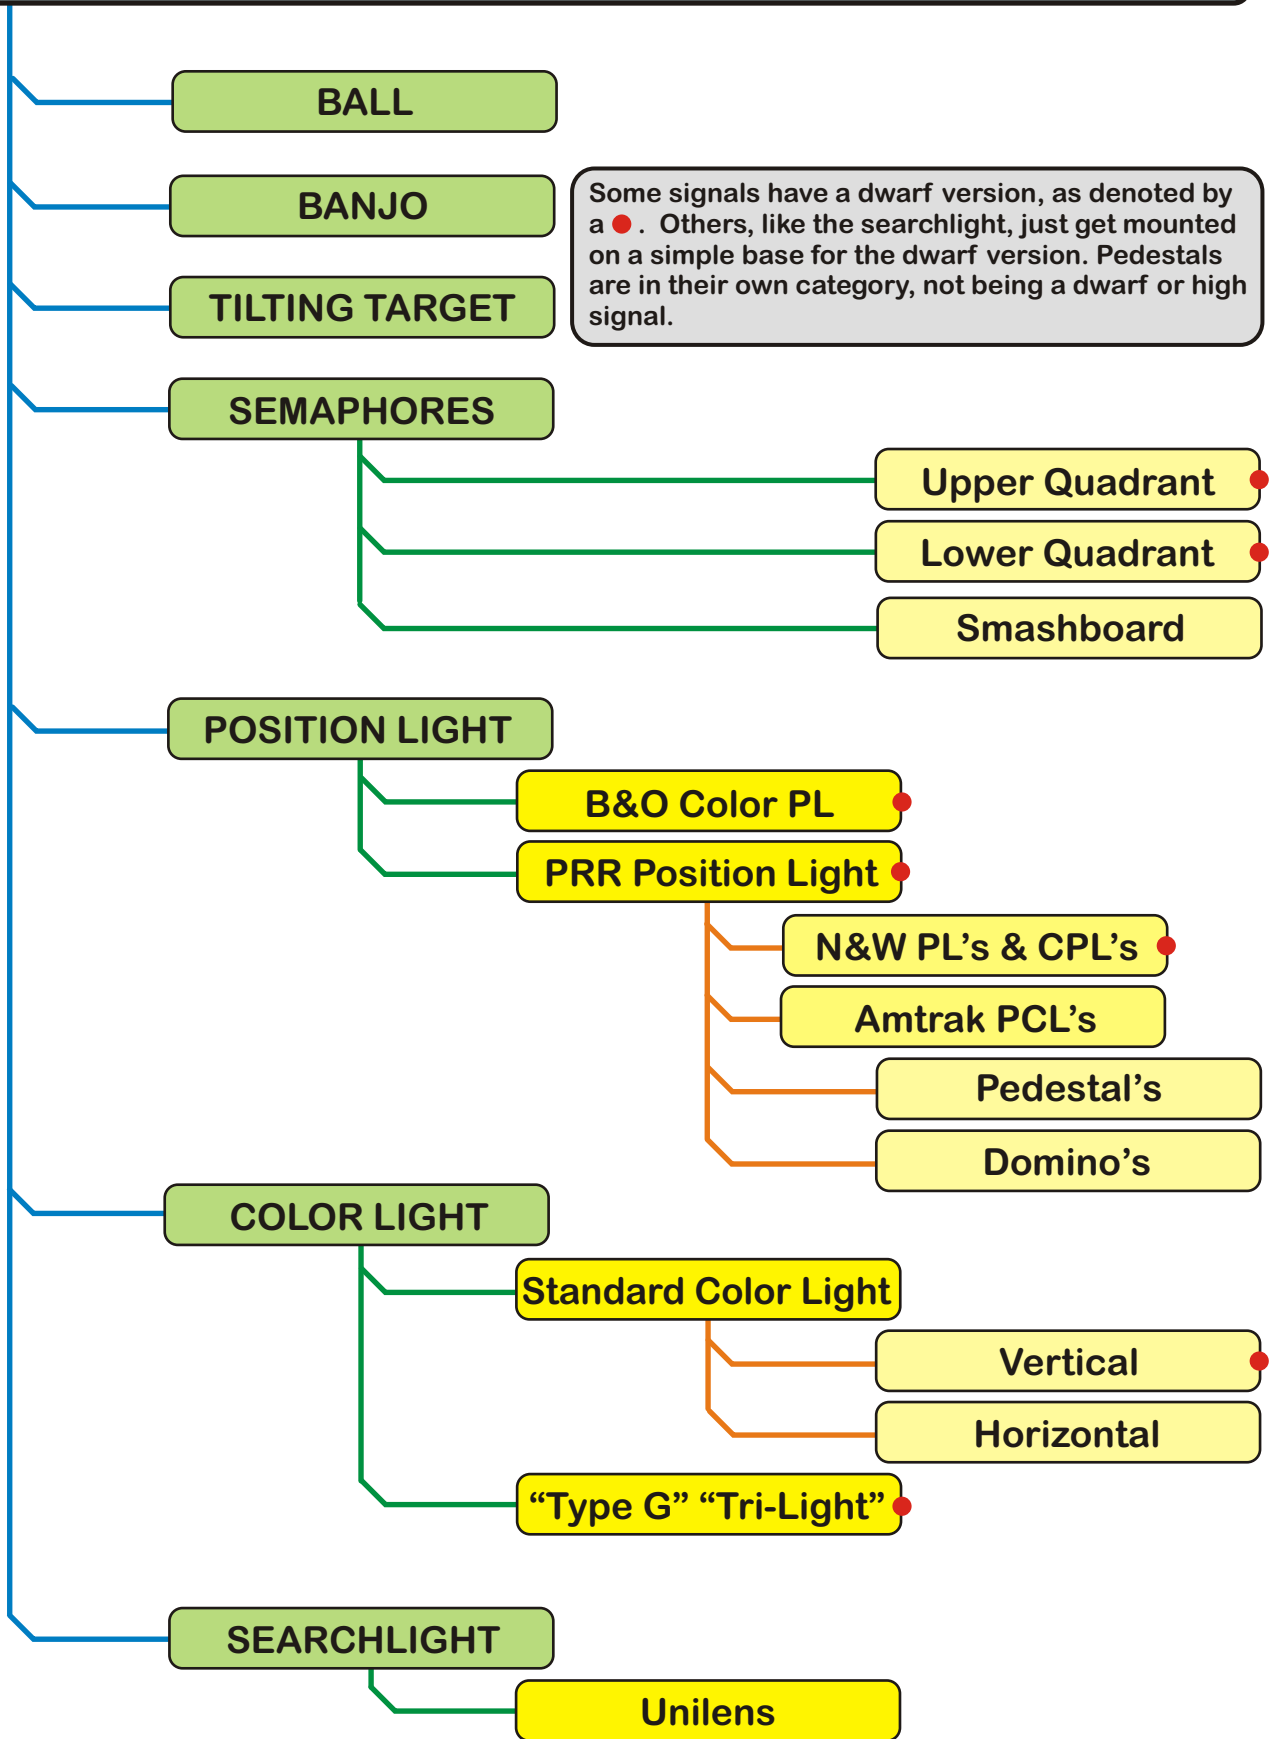 BALL
BANJO
Some signals have a dwarf version, as denoted by
a . Others, like the searchlight, just get mounted
on a simple base for the dwarf version. Pedestals
are in their own category, not being a dwarf or high
signal.
TILTING TARGET
SEMAPHORES
Upper Quadrant
Lower Quadrant
Smashboard
POSITION LIGHT
B&O Color PL
PRR Position Light
N&W PL’s & CPL’s
Amtrak PCL’s
Pedestal’s
Domino’s
COLOR LIGHT
Standard Color Light
Vertical
Horizontal
“Type G” “Tri-Light”
SEARCHLIGHT
Unilens